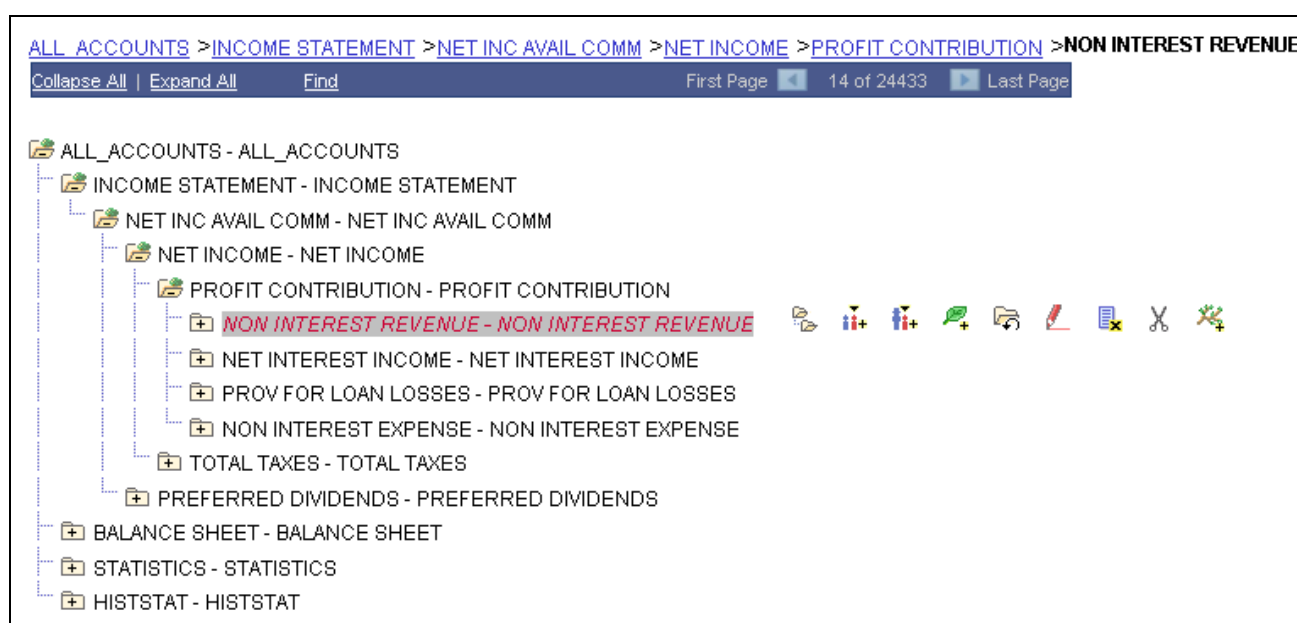 ALL_ACCOUNTS >INCOME STATEMENT >NET INC AVAIL COMM >NET INCOME >PROFIT CONTRIBUTION >NON INTEREST REVENUE
Collapse All | Expand All Find First Page 14 of 24433 Last Page
ALL_ACCOUNTS - ALL_ACCOUNTS
INCOME STATEMENT - INCOME STATEMENT
NET INC AVAIL COMM - NET INC AVAIL COMM
NET INCOME - NET INCOME
PROFIT CONTRIBUTION - PROFIT CONTRIBUTION
NON INTEREST REVENUE - NON INTEREST REVENUE
NET INTEREST INCOME - NET INTEREST INCOME
PROV FOR LOAN LOSSES - PROV FOR LOAN LOSSES
NON INTEREST EXPENSE - NON INTEREST EXPENSE
TOTAL TAXES - TOTAL TAXES
PREFERRED DIVIDENDS - PREFERRED DIVIDENDS
BALANCE SHEET - BALANCE SHEET
STATISTICS - STATISTICS
HISTSTAT - HISTSTAT